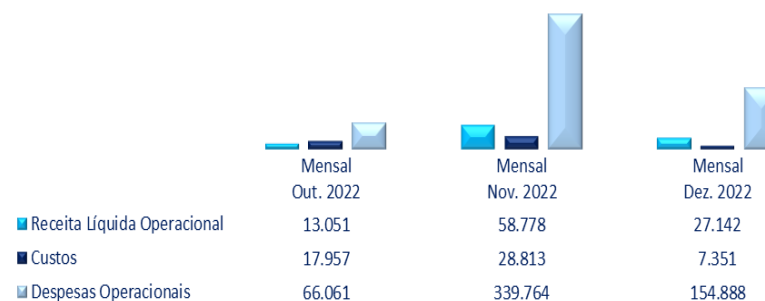 Mensal Mensal Mensal
Out. 2022 Nov. 2022 Dez. 2022
Receita Líquida Operacional 13.051 58.778 27.142
Custos 17.957 28.813 7.351
Despesas Operacionais 66.061 339.764 154.888